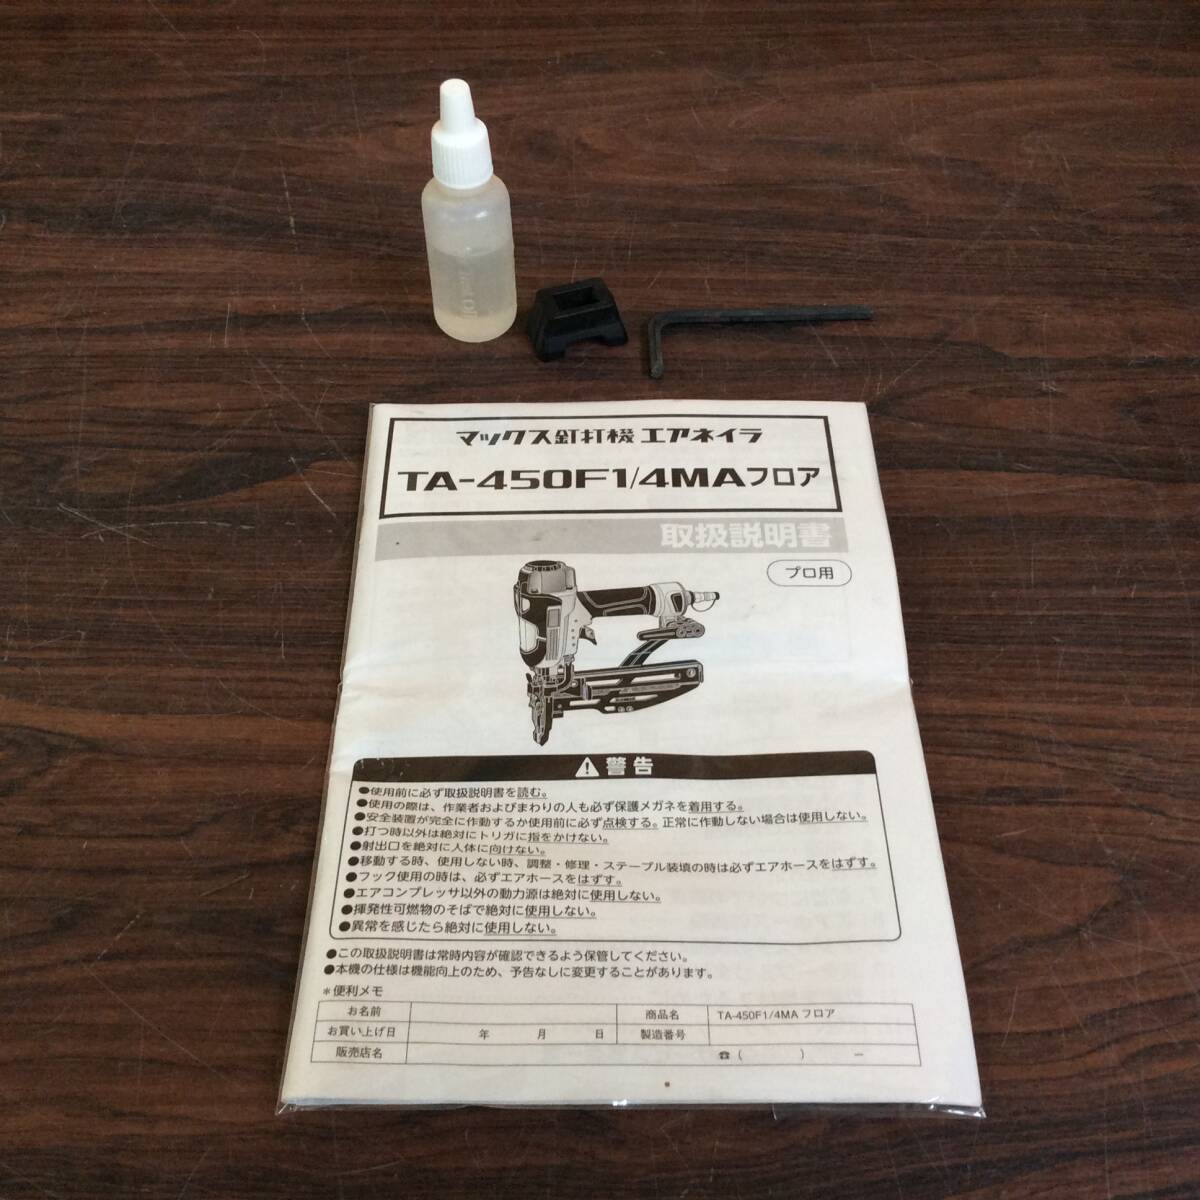 Jet Oil
マックス釘打機 エアネイラ
TA-450F1/4MAフロア
取扱説明書
プロ用
警告
●使用前に必ず取扱説明書を読む。
●使用の際は、作業者およびまわりの人も必ず保護メガネを着用する。
●安全装置が完全に作動するか使用前に必ず点検する。正常に作動しない場合は使用しない。
●打つ時以外は絶対にトリガに指をかけない。
●射出口を絶対に人体に向けない。
●移動する時、使用しない時、調整・修理・ステープル装填の時は必ずエアホースをはずす。
●フック使用の時は、必ずエアホースをはずす。
●エアコンプレッサ以外の動力源は絶対に使用しない。
●揮発性可燃物のそばで絶対に使用しない。
●異常を感じたら絶対に使用しない。
●この取扱説明書は常時内容が確認できるよう保管してください。
●本機の仕様は機能向上のため、予告なしに変更することがあります。
＊便利メモ
お名前 商品名 TA-450F1/4MA フロア
お買い上げ日 年 月 日 製造番号
販売店名 ☎ ( ) −